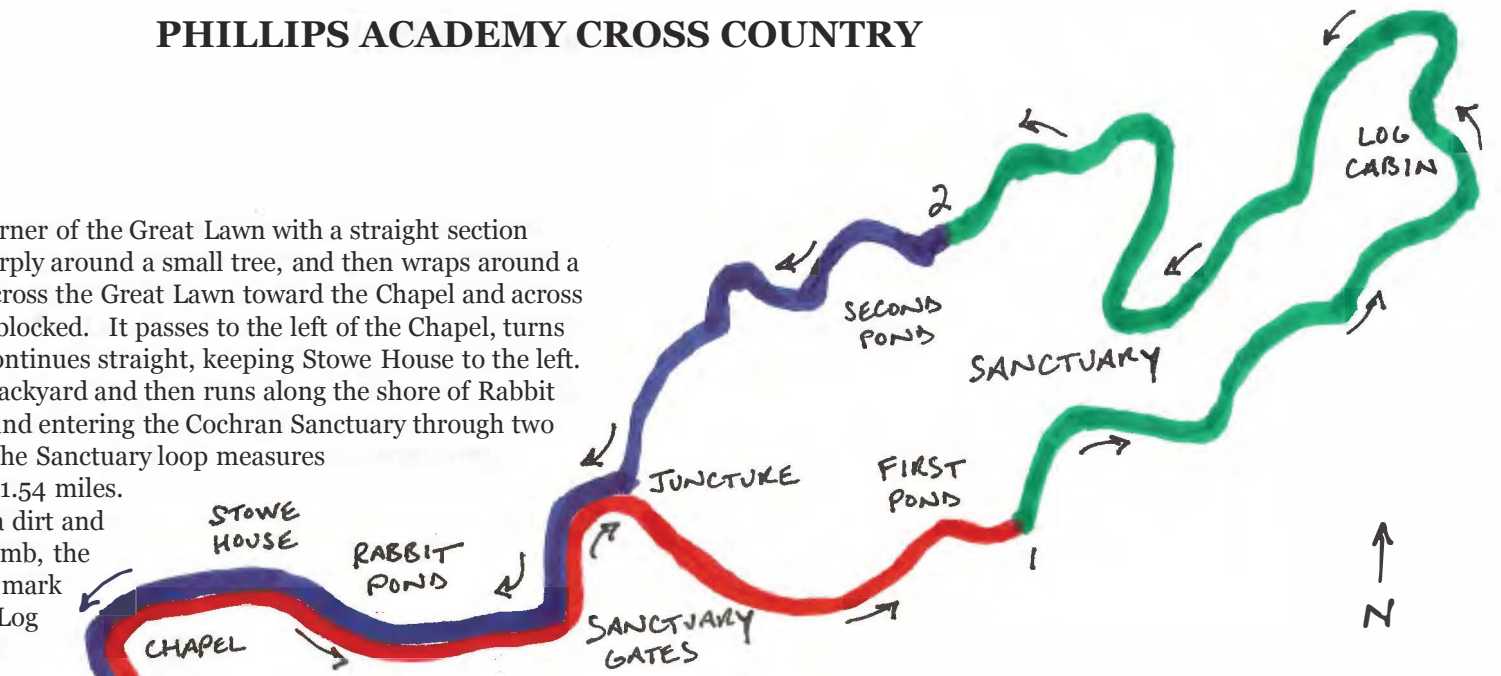 PHILLIPS ACADEMY CROSS COUNTRY
rner of the Great Lawn with a straight section
rply around a small tree, and then wraps around a
cross the Great Lawn toward the Chapel and across
blocked. It passes to the left of the Chapel, turns
ontinues straight, keeping Stowe House to the left.
ackyard and then runs along the shore of Rabbit
nd entering the Cochran Sanctuary through two
he Sanctuary loop measures
1.54 miles.
a dirt and
mb, the
mark
Log
LOG
CABIN
2
SECOND
POND
SANCTUARY
JUNCTURE
FIRST
POND
1
STOWE
HOUSE
RABBIT
POND
SANCTUARY
GATES
CHAPEL
N